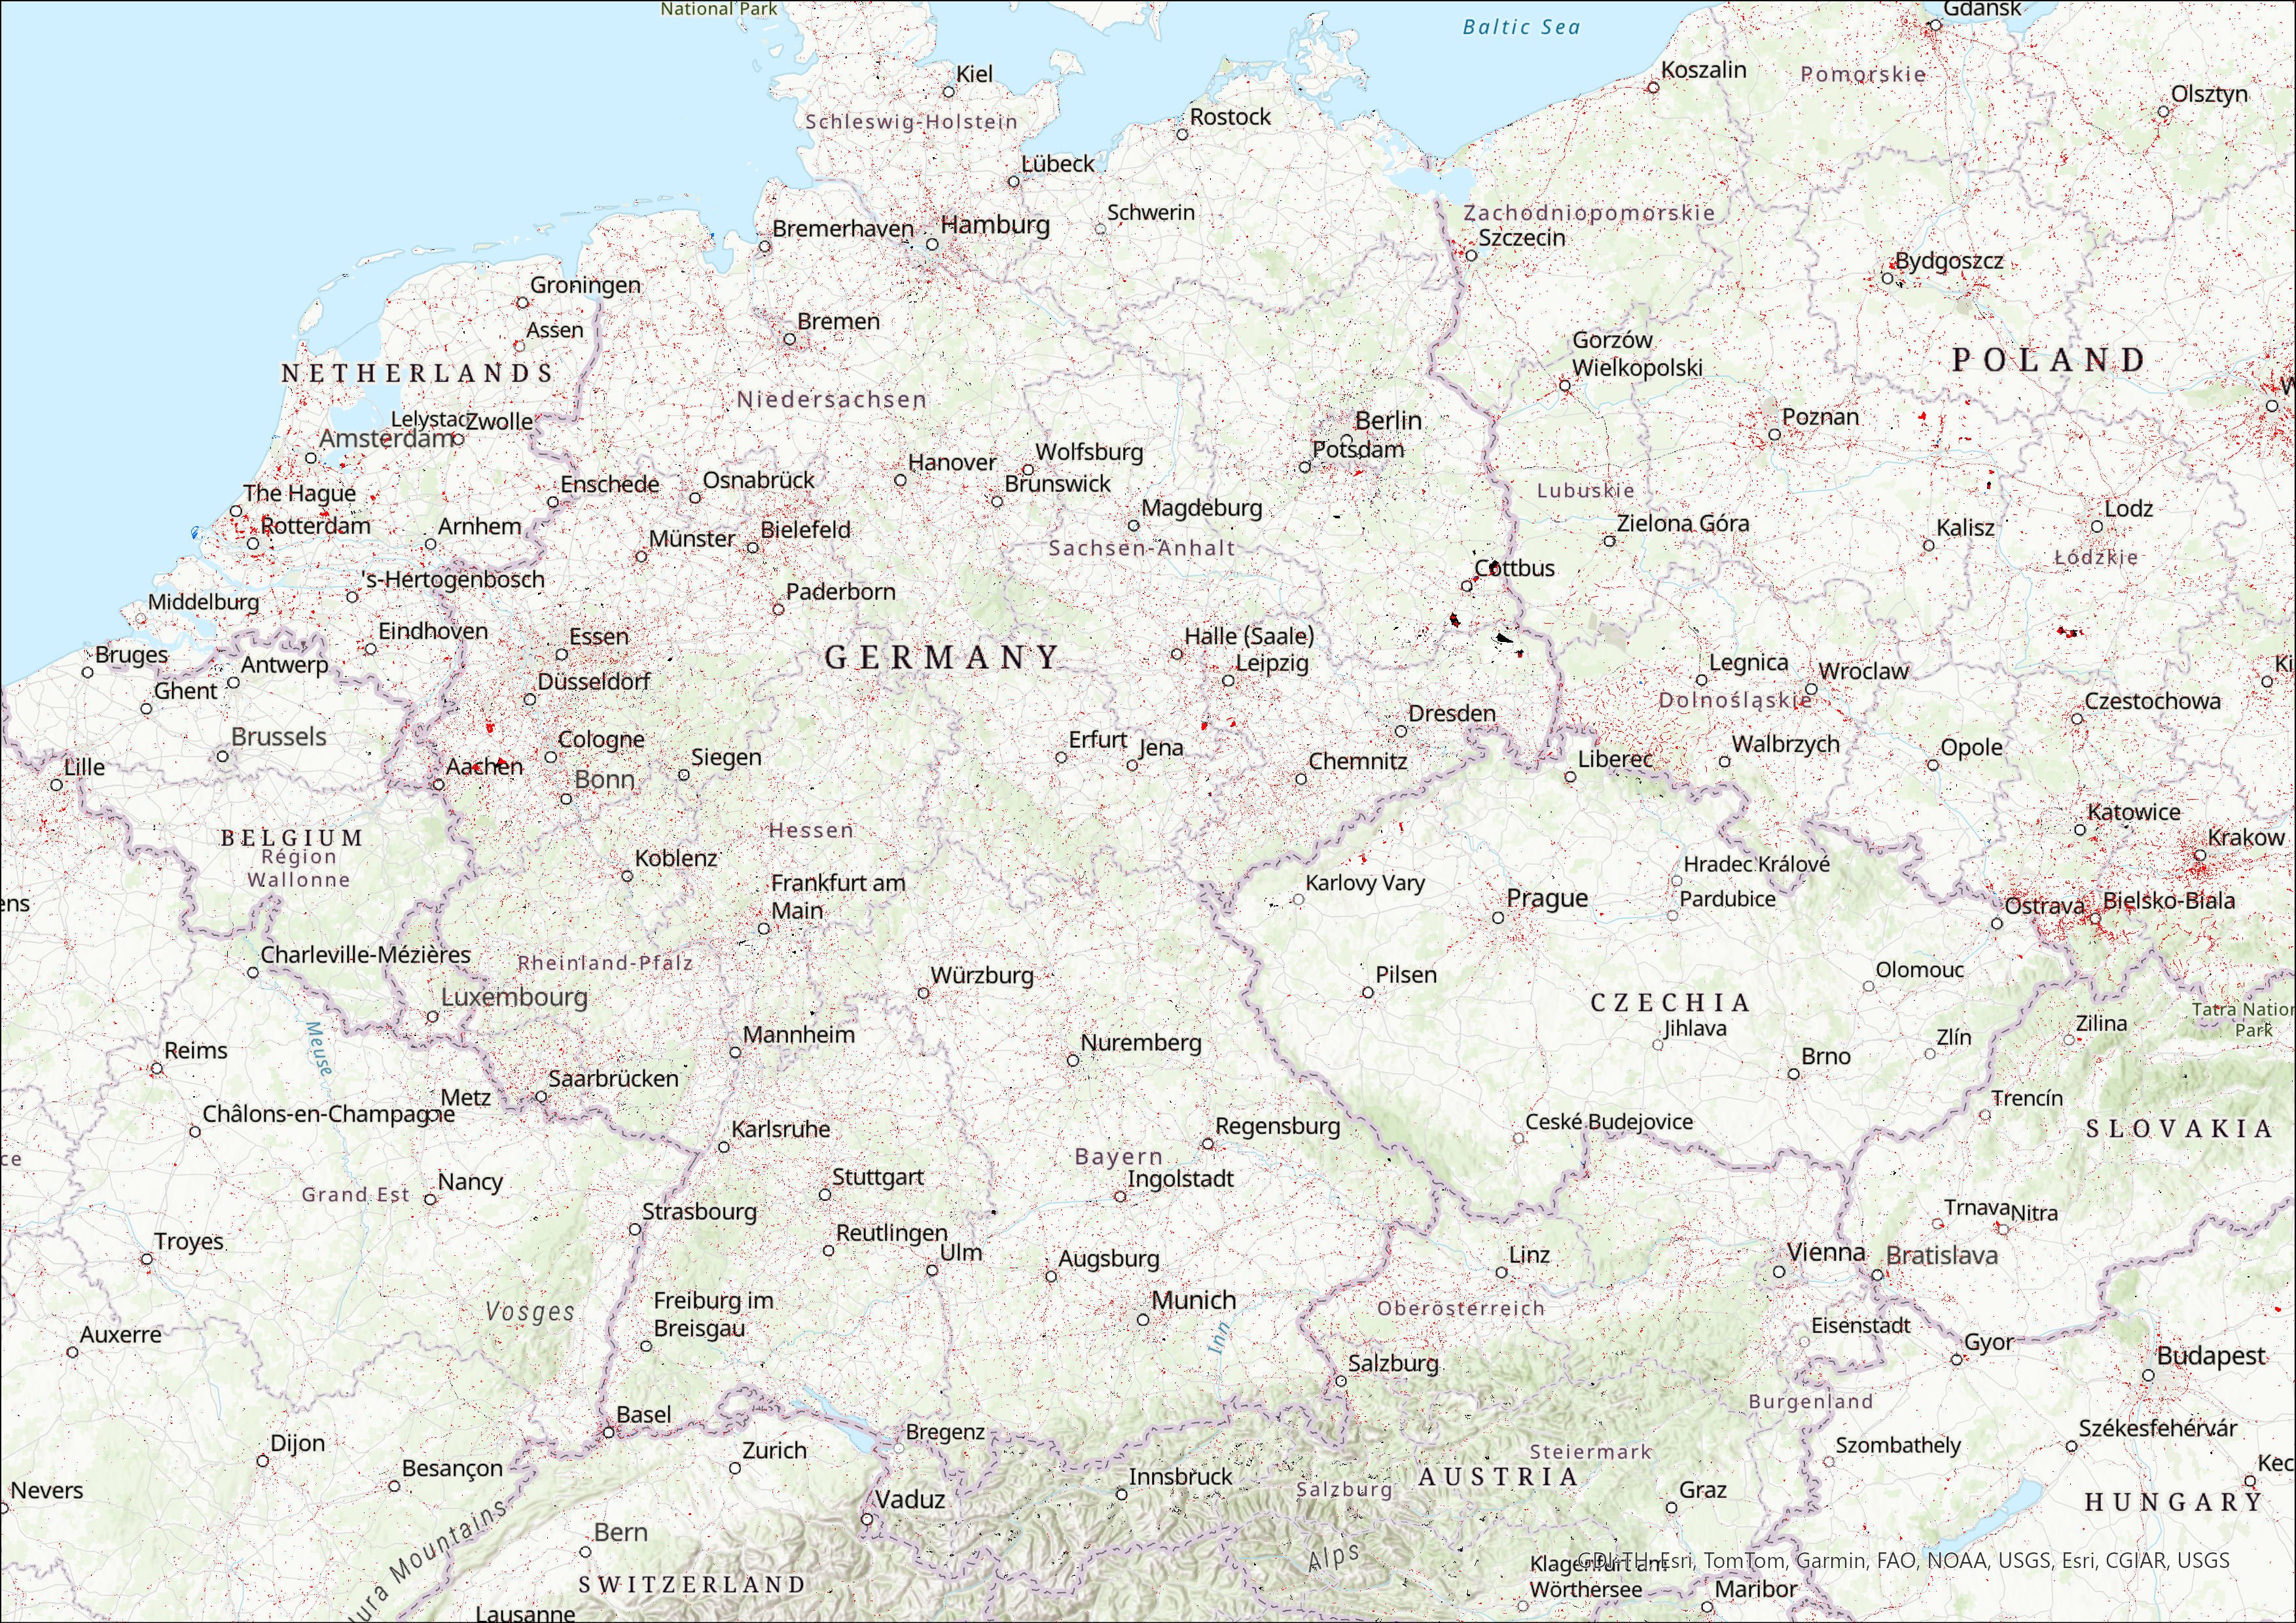 National Park
Gdansk
Baltic Sea
Kiel
Koszalin
Pomorskie
Olsztyn
Schleswig-Holstein
Rostock
Lübeck
Schwerin
Zachodniopomorskie
Bremerhaven
Hamburg
Szczecin
Bydgoszcz
Groningen
Assen
Bremen
Gorzów
Wielkopolski
POLAND
NETHERLANDS
Niedersachsen
Lelystad
Zwolle
Amsterdam
Berlin
Potsdam
Poznan
Wolfsburg
Hanover
Brunswick
Enschede
Osnabrück
The Hague
Rotterdam
Arnhem
Münster
Bielefeld
Magdeburg
Sachsen-Anhalt
Lubuskie
Zielona Góra
Kalisz
Lodz
Łódzkie
's-Hertogenbosch
Middelburg
Paderborn
Cottbus
Eindhoven
Essen
Bruges
Antwerp
GERMANY
Halle (Saale)
Leipzig
Legnica
Wroclaw
Ki
Ghent
Düsseldorf
Dolnośląskie
Czestochowa
Brussels
Cologne
Siegen
Erfurt
Jena
Dresden
Walbrzych
Opole
Lille
Aachen
Bonn
Chemnitz
Liberec
Katowice
Krakow
BELGIUM
Région
Wallonne
Hessen
Koblenz
Hradec Králové
Karlovy Vary
Frankfurt am
Main
Prague
Pardubice
Ostrava
Bielsko-Biala
ens
Charleville-Mézières
Rheinland-Pfalz
Würzburg
Pilsen
Olomouc
Luxembourg
CZECHIA
Tatra Nation
Park
Meuse
Mannheim
Nuremberg
Jihlava
Zilina
Reims
Brno
Zlín
Saarbrücken
Metz
Châlons-en-Champagne
Trencín
Karlsruhe
Regensburg
Ceské Budejovice
SLOVAKIA
ce
Bayern
Grand Est
Nancy
Stuttgart
Ingolstadt
Strasbourg
Trnava
Nitra
Troyes
Reutlingen
Ulm
Augsburg
Linz
Vienna
Bratislava
Vosges
Freiburg im
Breisgau
Munich
Inn
Oberösterreich
Auxerre
Eisenstadt
Gyor
Budapest
Salzburg
Basel
Bregenz
Burgenland
Dijon
Zurich
Székesfehérvár
Besançon
Steiermark
Szombathely
Nevers
Innsbruck
Salzburg
AUSTRIA
Graz
Kec
HUNGARY
Vaduz
Jura Mountains
Bern
Alps
SWITZERLAND
Klagenfurt am
Wörthersee
Esri, TomTom, Garmin, FAO, NOAA, USGS, Esri, CGIAR, USGS
Maribor
Lausanne